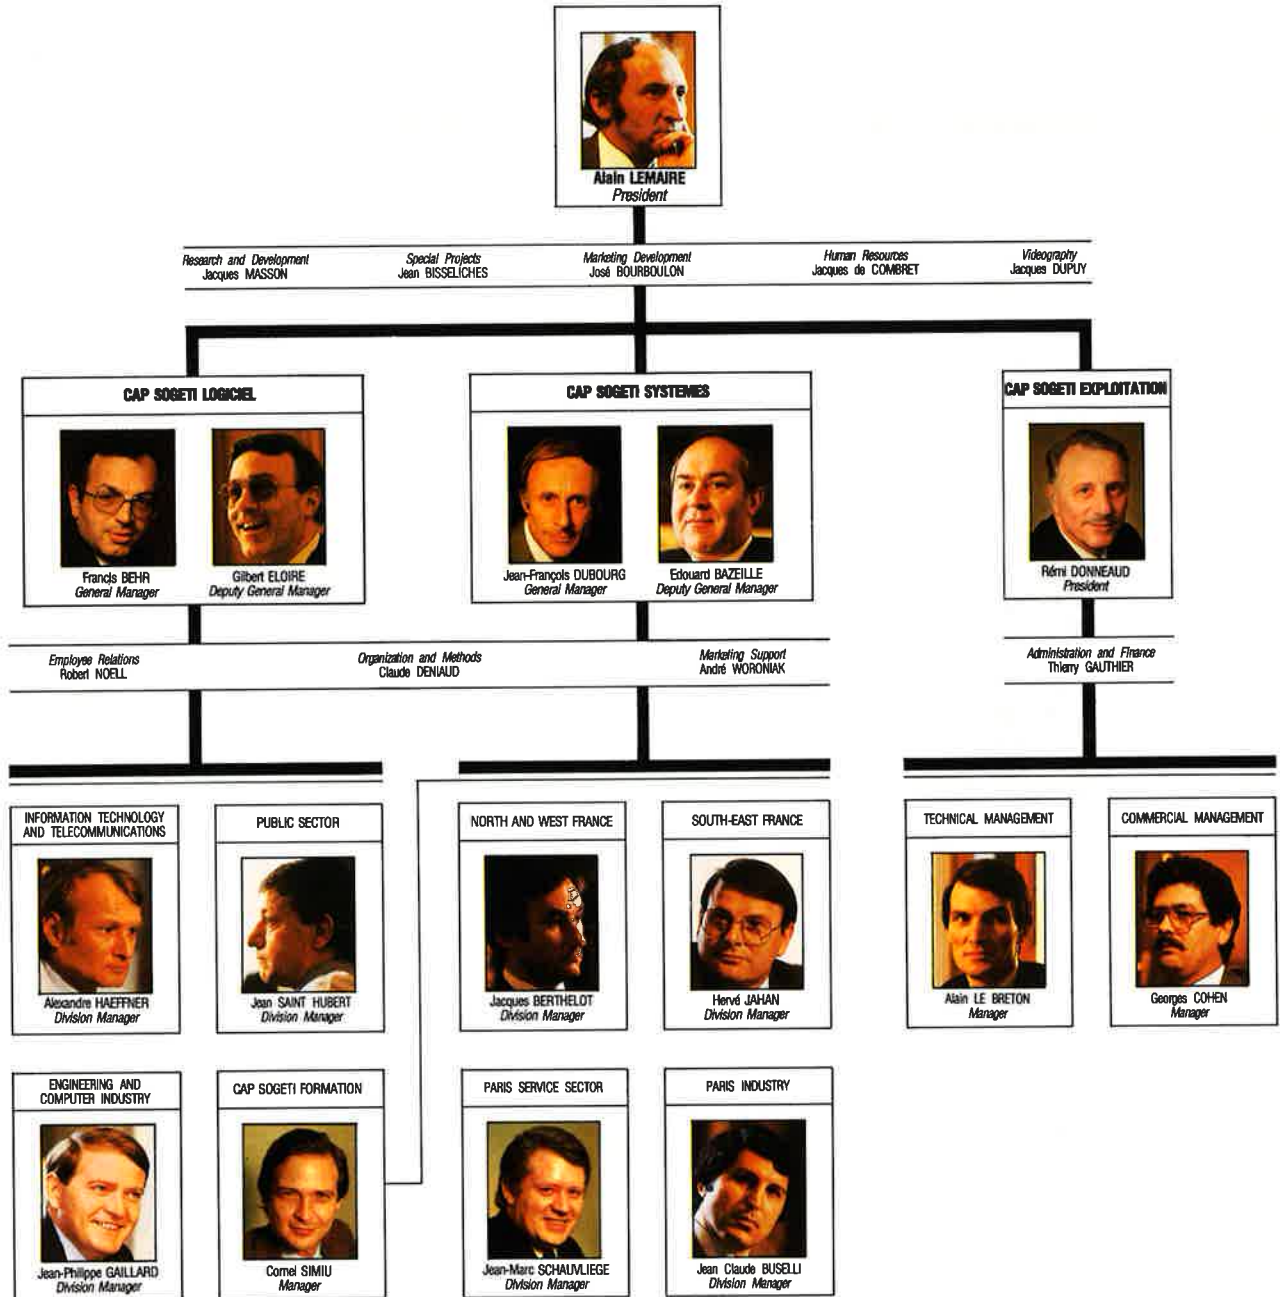 Alain LEMAIRE
President
Research and Development
Jacques MASSON
Special Projects
Jean BISSELICHES
Marketing Development
José BOURBOULON
Human Resources
Jacques de COMBRET
Videography
Jacques DUPUY
CAP SOGETI LOGICIEL
Francis BEHR
General Manager
Gilbert ELOIRE
Deputy General Manager
CAP SOGETI SYSTEMES
Jean-François DUBOURG
General Manager
Edouard BAZEILLE
Deputy General Manager
CAP SOGETI EXPLOITATION
Rémi DONNEAUD
President
Employee Relations
Robert NOELL
Organization and Methods
Claude DENIAUD
Marketing Support
André WORONIAK
Administration and Finance
Thierry GAUTHIER
INFORMATION TECHNOLOGY
AND TELECOMMUNICATIONS
Alexandre HAEFFNER
Division Manager
PUBLIC SECTOR
Jean SAINT HUBERT
Division Manager
NORTH AND WEST FRANCE
Jacques BERTHELOT
Division Manager
SOUTH-EAST FRANCE
Hervé JAHAN
Division Manager
TECHNICAL MANAGEMENT
Alain LE BRETON
Manager
COMMERCIAL MANAGEMENT
Georges COHEN
Manager
ENGINEERING AND
COMPUTER INDUSTRY
Jean-Philippe GAILLARD
Division Manager
CAP SOGETI FORMATION
Cornel SIMIU
Manager
PARIS SERVICE SECTOR
Jean-Marc SCHAUVLIEGE
Division Manager
PARIS INDUSTRY
Jean Claude BUSELLI
Division Manager